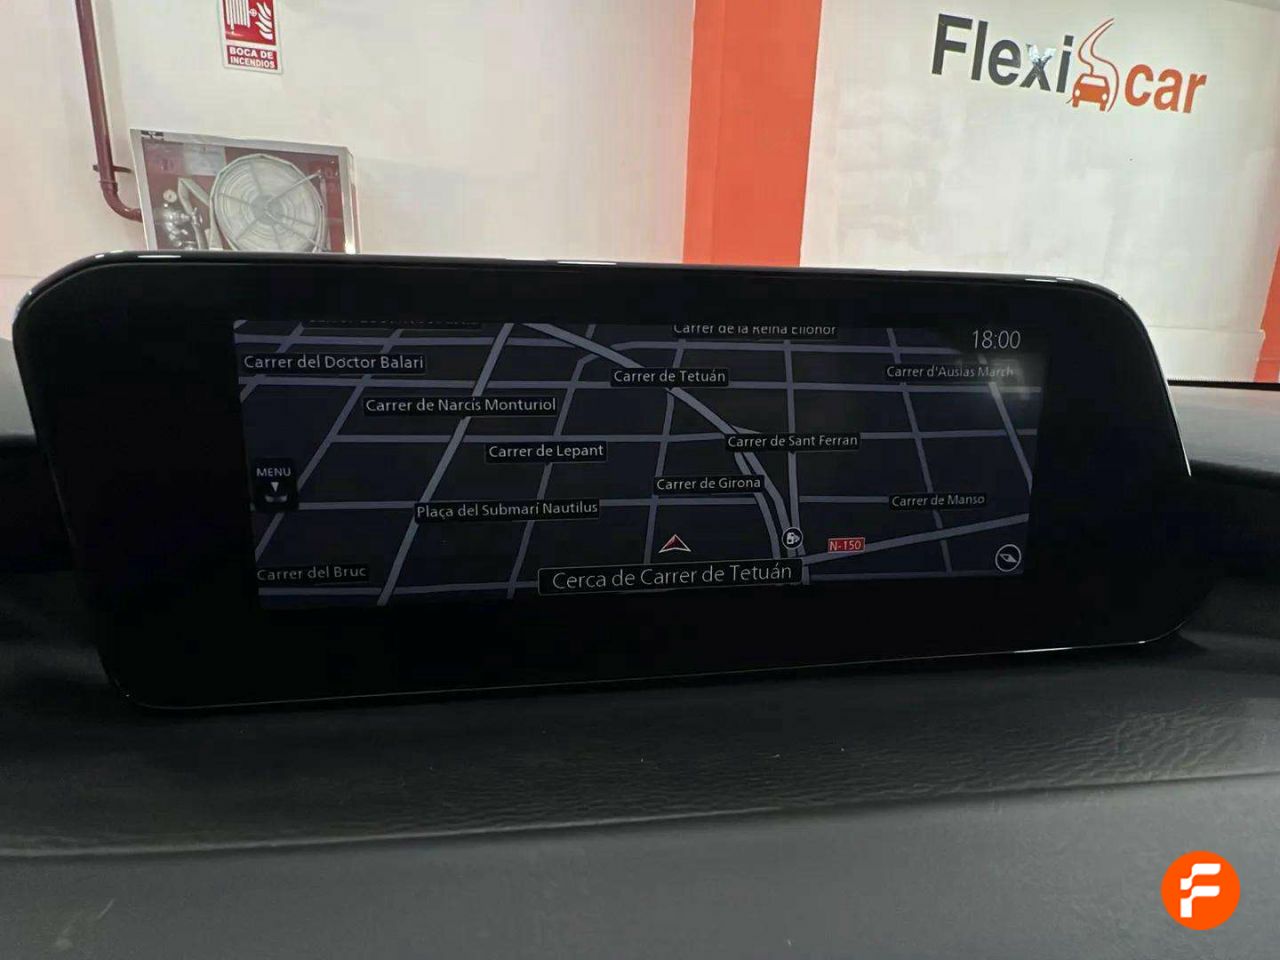 BOCA DE
INCENDIOS
Flexicar
Carrer de la Reina Elionor
18:00
Carrer del Doctor Balari
Carrer de Tetuán
Carrer d'Ausias March
Carrer de Narcís Monturiol
Carrer de Sant Ferran
Carrer de Lepant
MENU
Carrer de Girona
Carrer de Manso
Plaça del Submarí Nautilus
N-150
Carrer del Bruc
Cerca de Carrer de Tetuán